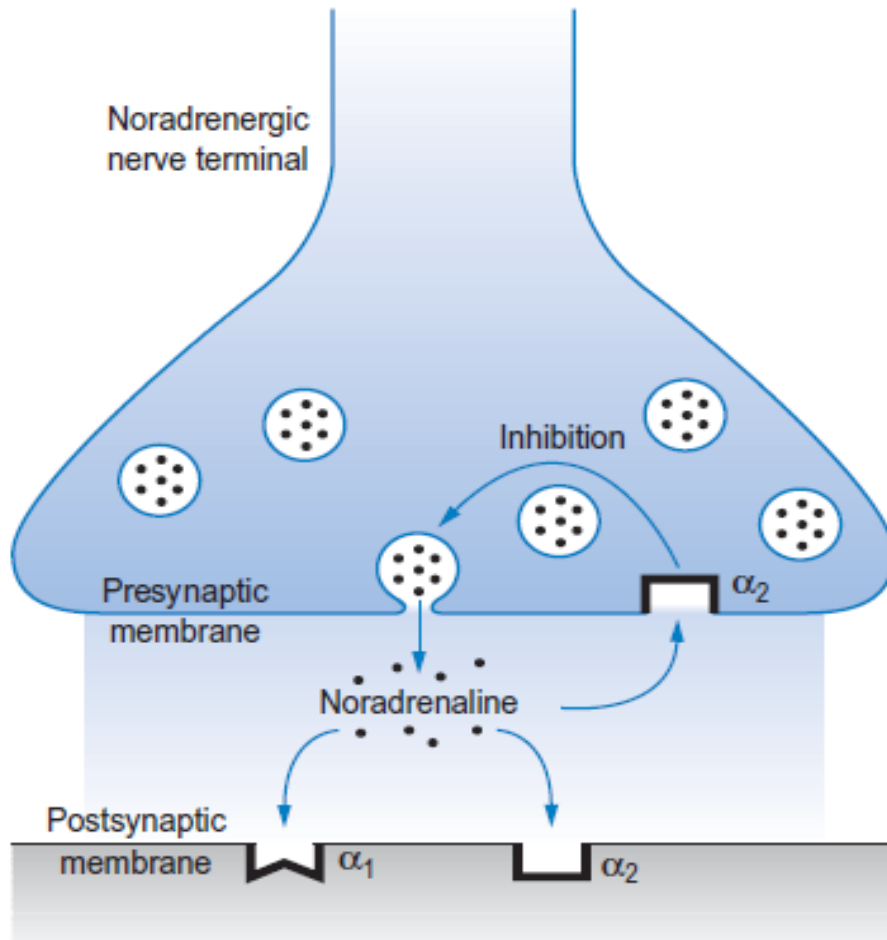 Noradrenergic
nerve terminal
Inhibition
α2
Presynaptic
membrane
Noradrenaline
Postsynaptic
membrane
α1
α2